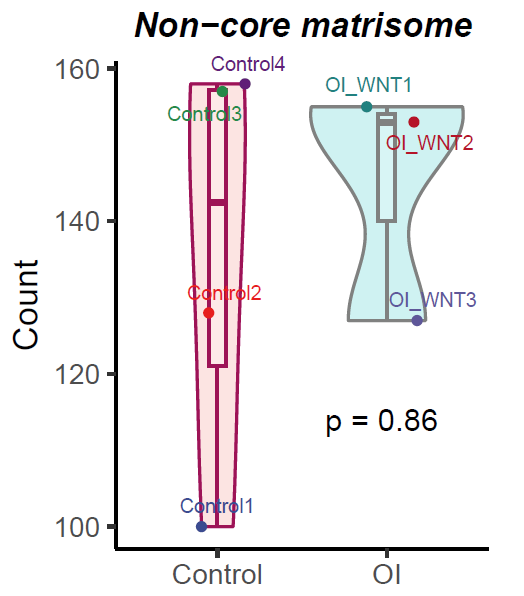 Non−core matrisome
Control4
160
OI_WNT1
Control3
OI_WNT2
140
Count
Control2
OI_WNT3
120
p = 0.86
Control1
100
Control
OI